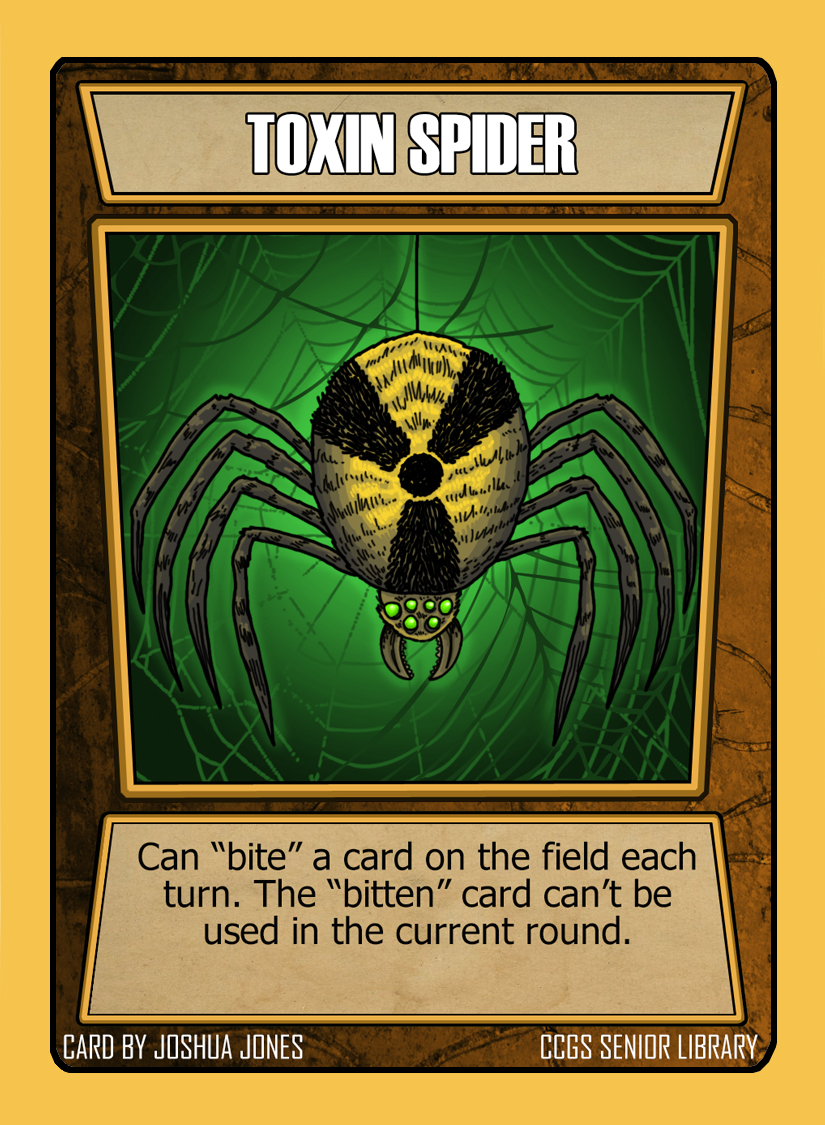 TOXIN SPIDER
Can “bite” a card on the field each
turn. The “bitten” card can’t be
used in the current round.
CARD BY JOSHUA JONES
CCGS SENIOR LIBRARY